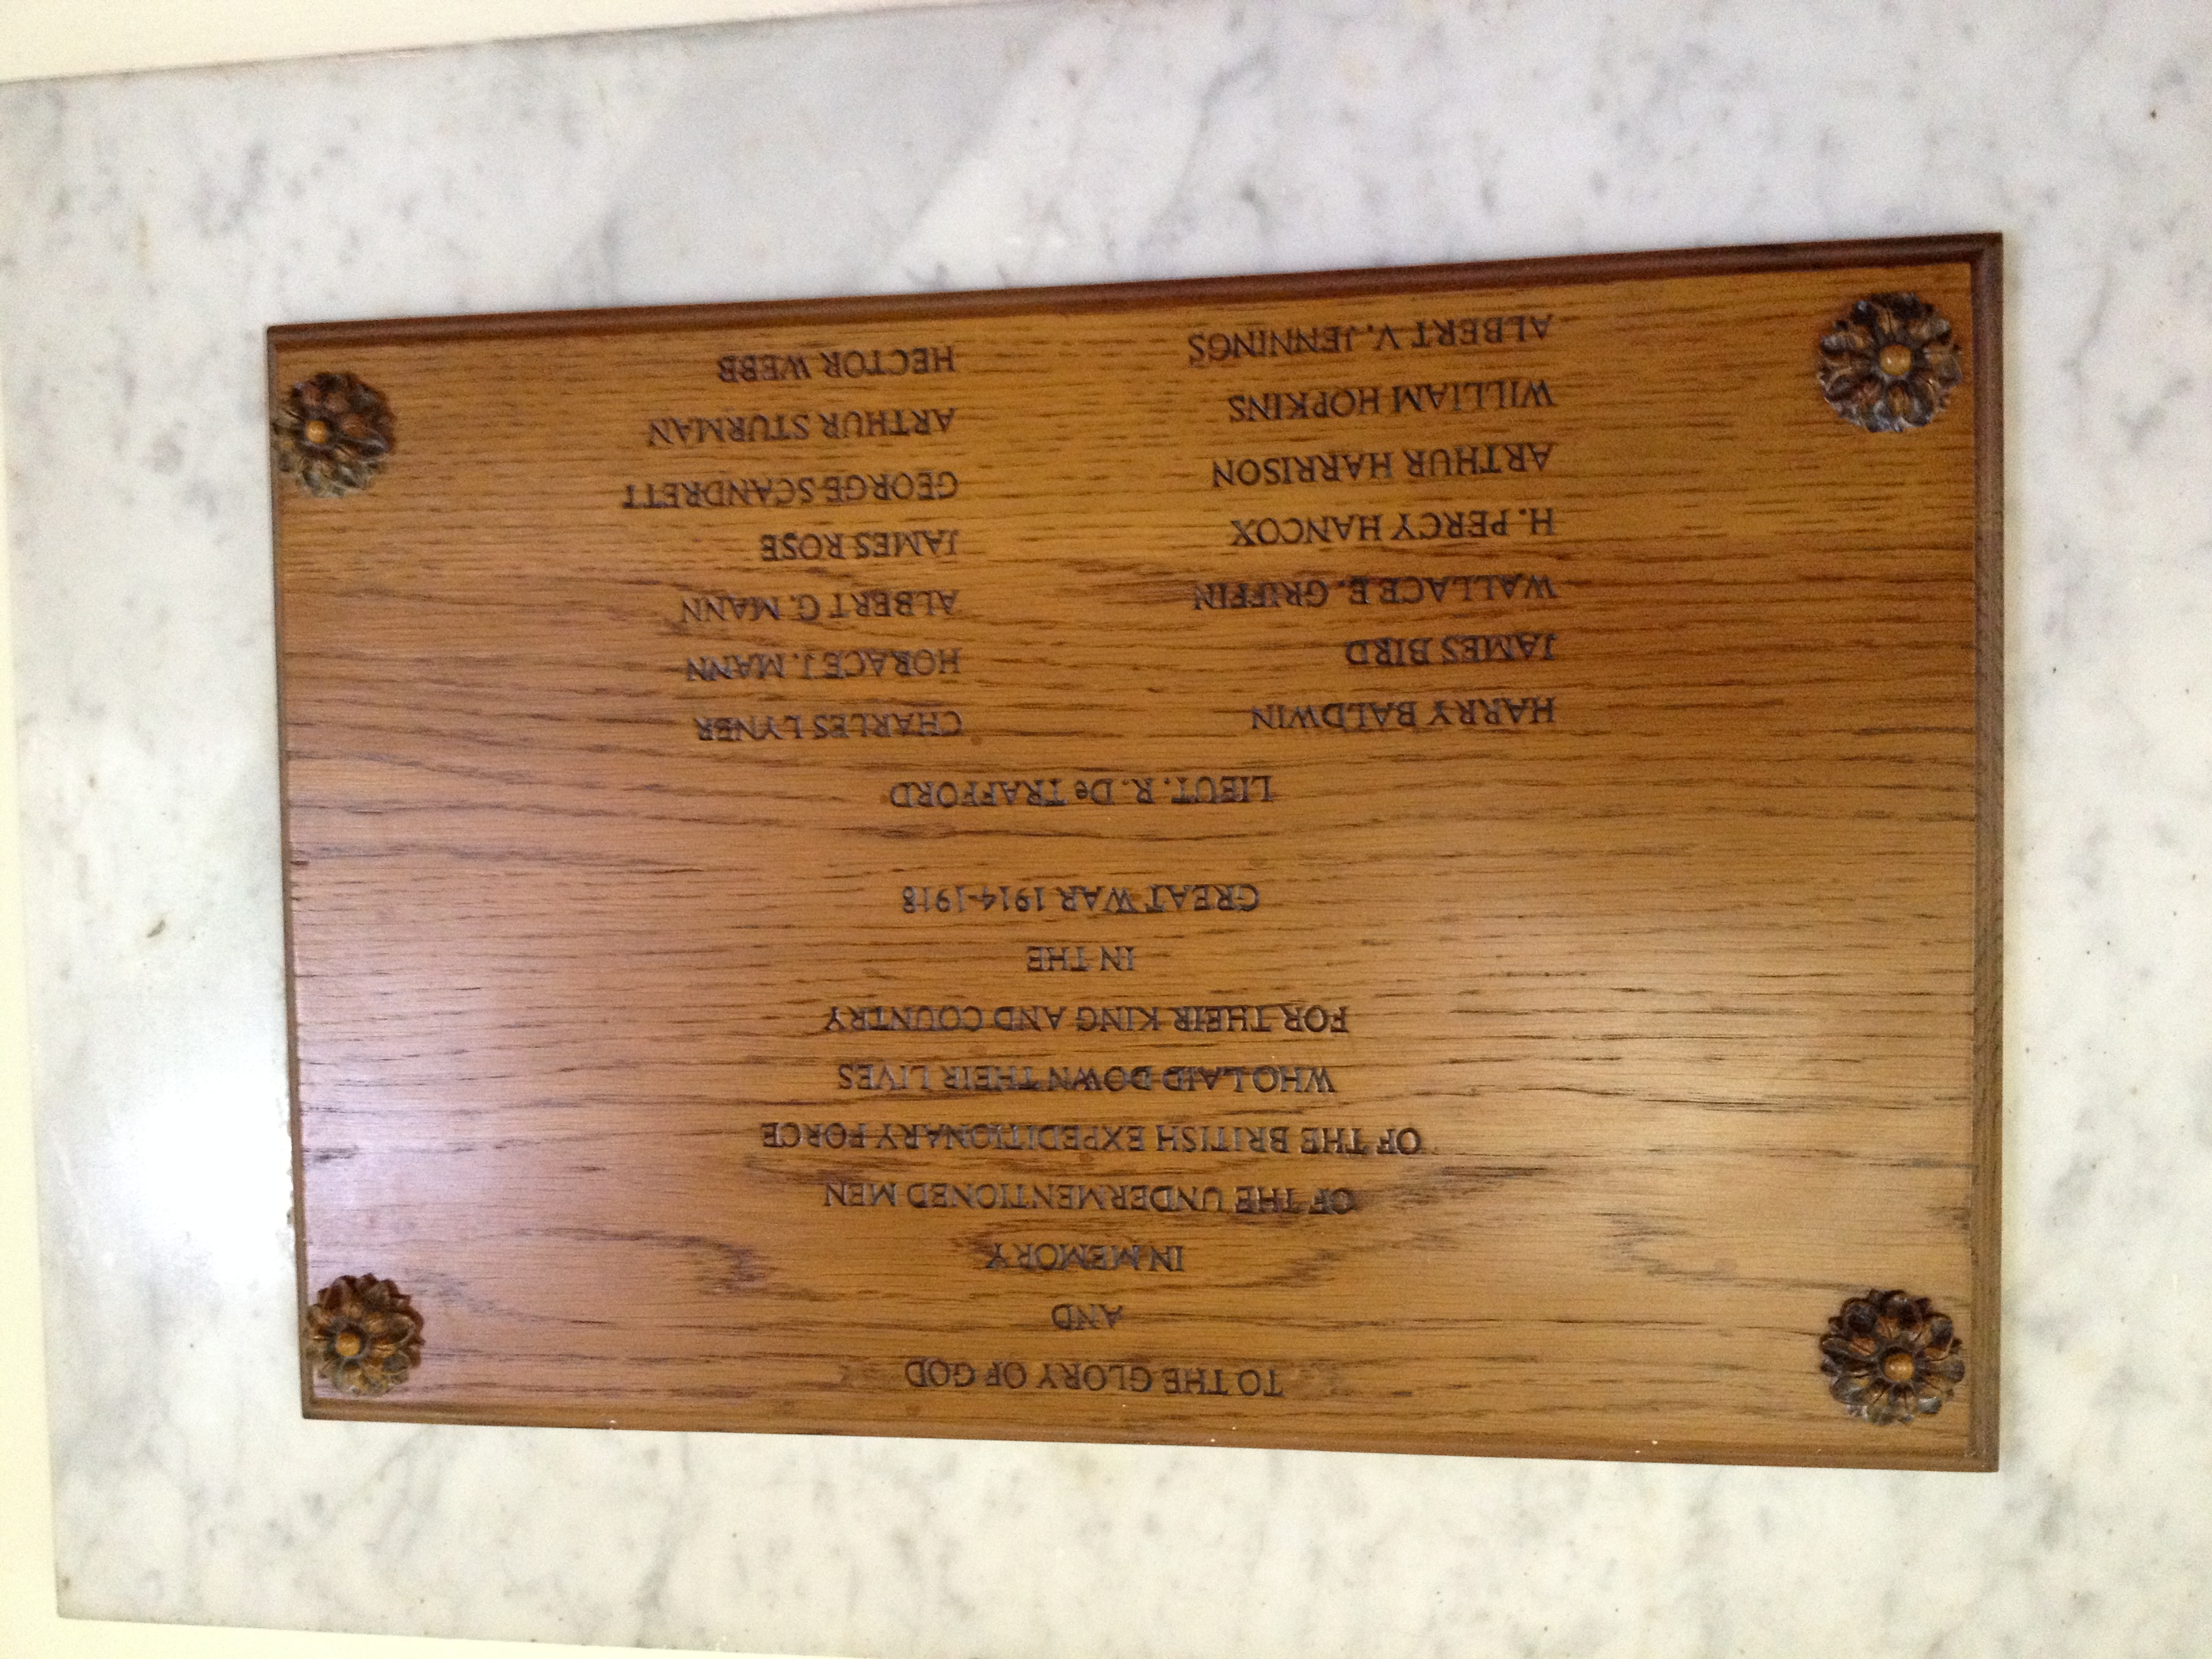 TO THE GLORY OF GOD
AND
IN MEMORY
OF THE UNDERMENTIONED MEN
OF THE BRITISH EXPEDITIONARY FORCE
WHO LAID DOWN THEIR LIVES
FOR THEIR KING AND COUNTRY
IN THE
GREAT WAR 1914-1918
LIEUT. R. De TRAFFORD
HARRY BALDWIN
JAMES BIRD
WALLACE E. GRIFFIN
H. PERCY HANCOX
ARTHUR HARRISON
WILLIAM HOPKINS
ALBERT V. JENNINGS
CHARLES LYNER
HORACE J. MANN
ALBERT G. MANN
JAMES ROSE
GEORGE SCANDRETT
ARTHUR STURMAN
HECTOR WEBB